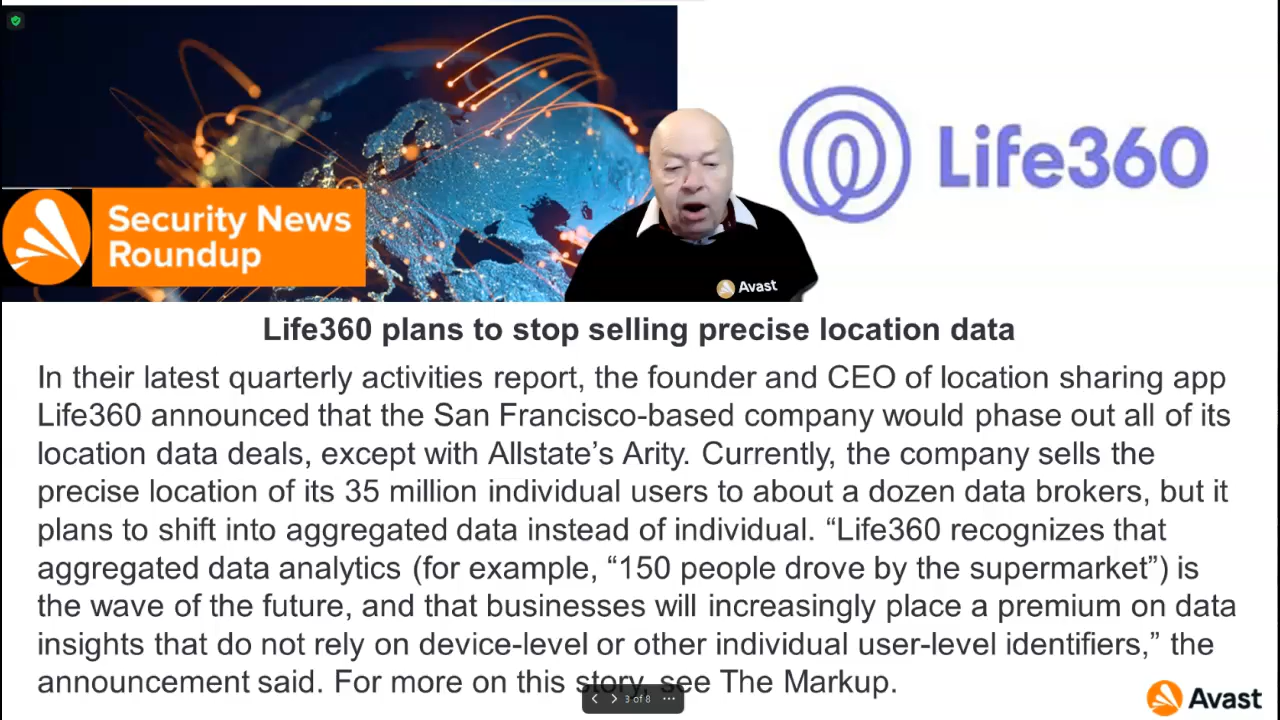 Security News
Roundup
Life360
Avast
Life360 plans to stop selling precise location data
In their latest quarterly activities report, the founder and CEO of location sharing app
Life360 announced that the San Francisco-based company would phase out all of its
location data deals, except with Allstate’s Arity. Currently, the company sells the
precise location of its 35 million individual users to about a dozen data brokers, but it
plans to shift into aggregated data instead of individual. “Life360 recognizes that
aggregated data analytics (for example, “150 people drove by the supermarket”) is
the wave of the future, and that businesses will increasingly place a premium on data
insights that do not rely on device-level or other individual user-level identifiers,” the
announcement said. For more on this story, see The Markup.
3 of 8
Avast